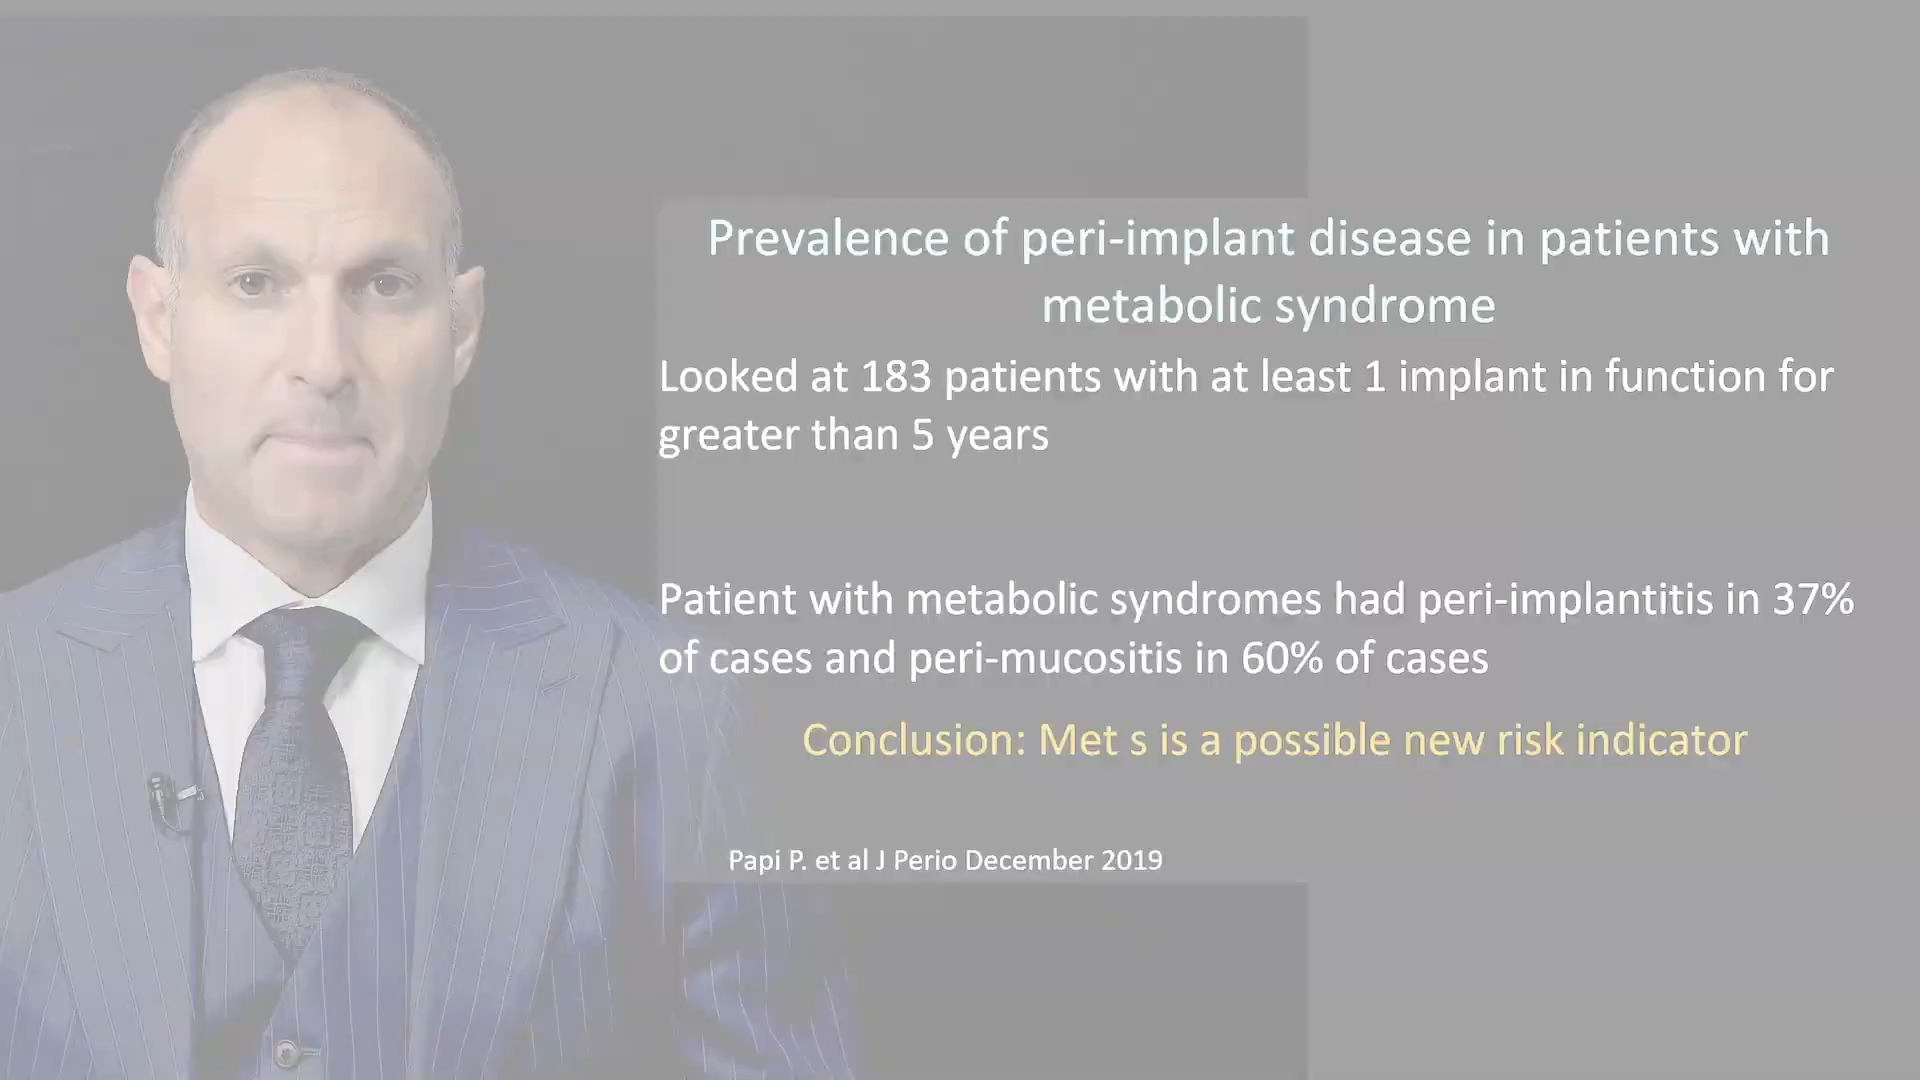 Prevalence of peri-implant disease in patients with
metabolic syndrome
Looked at 183 patients with at least 1 implant in function for
greater than 5 years
Patient with metabolic syndromes had peri-implantitis in 37%
of cases and peri-mucositis in 60% of cases
Conclusion: Met s is a possible new risk indicator
Papi P. et al J Perio December 2019